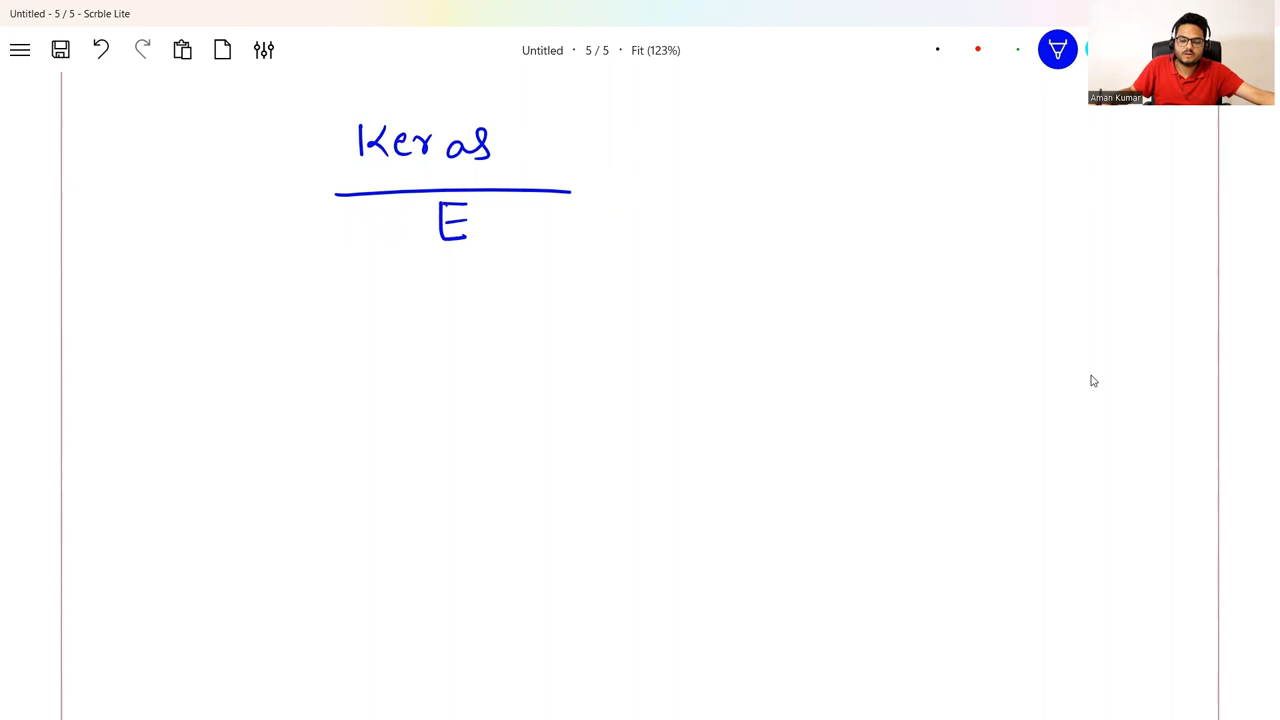 Untitled - 5 / 5 - Scrble Lite
Untitled · 5 / 5 · Fit (123%)
Aman Kumar
Keras
E